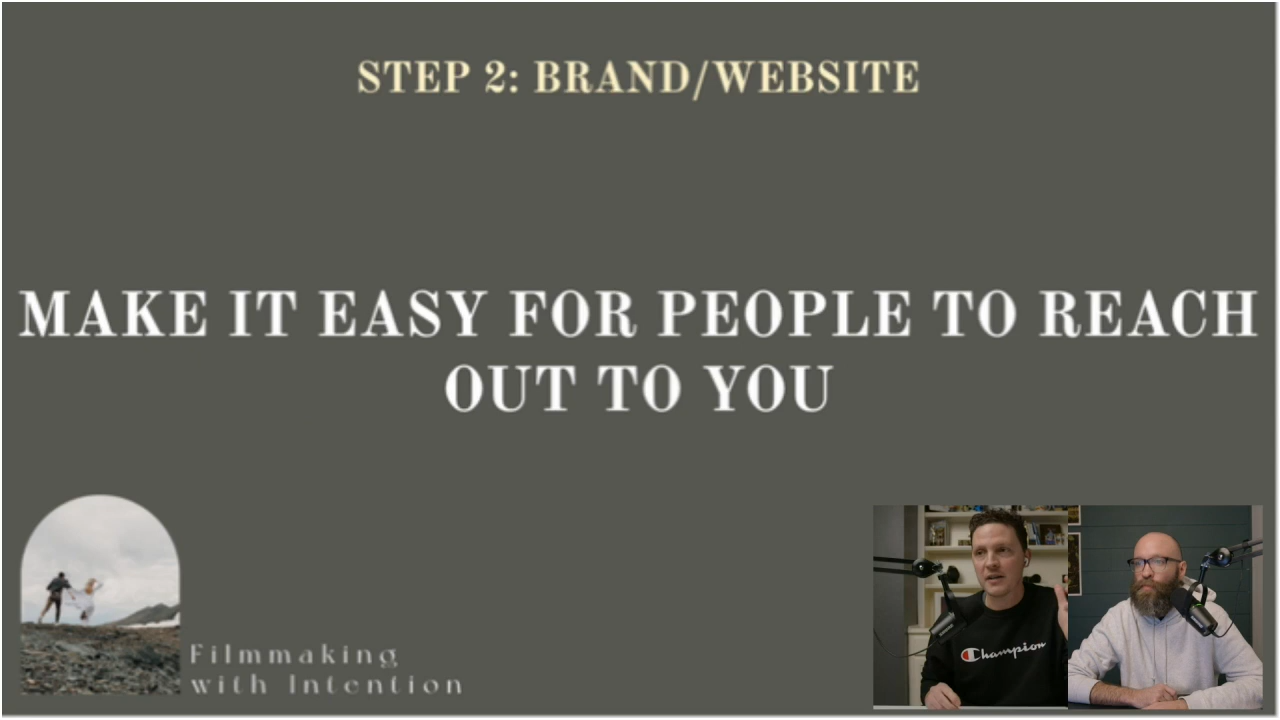 STEP 2: BRAND/WEBSITE
MAKE IT EASY FOR PEOPLE TO REACH
OUT TO YOU
Filmmaking
with Intention
Champion